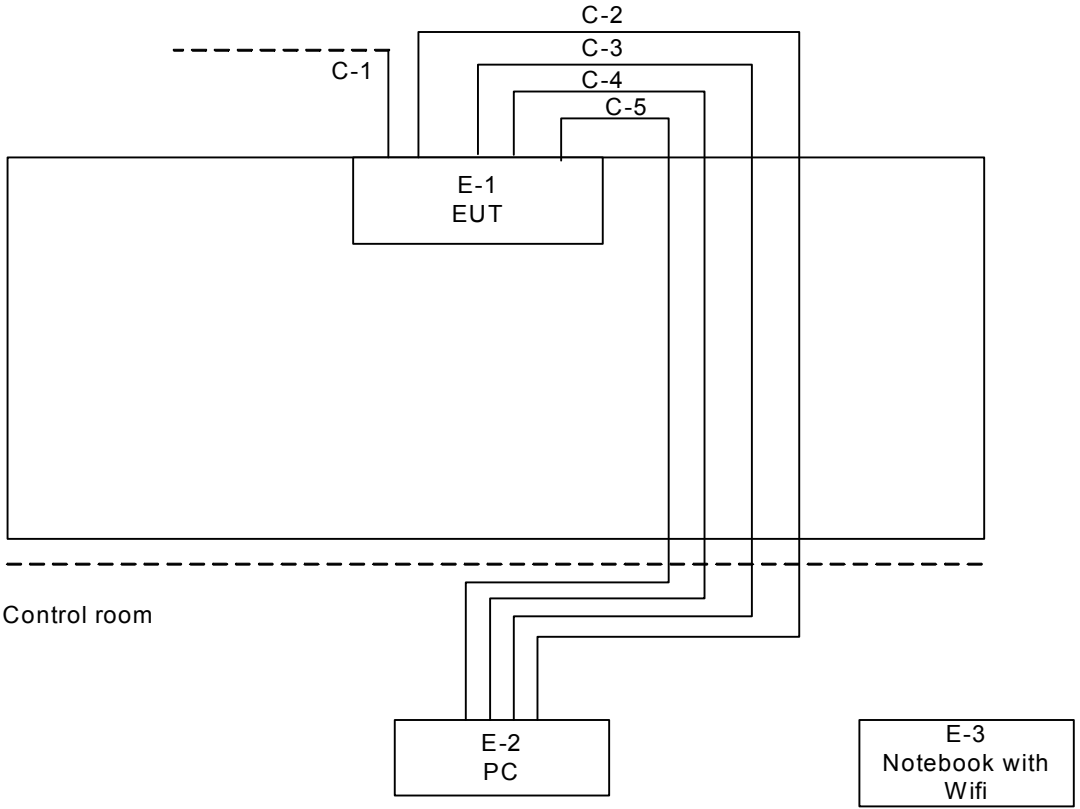 C-2
C-3
C-1
C-4
C-5
E-1
EUT
Control room
E-2
PC
E-3
Notebook with
Wifi